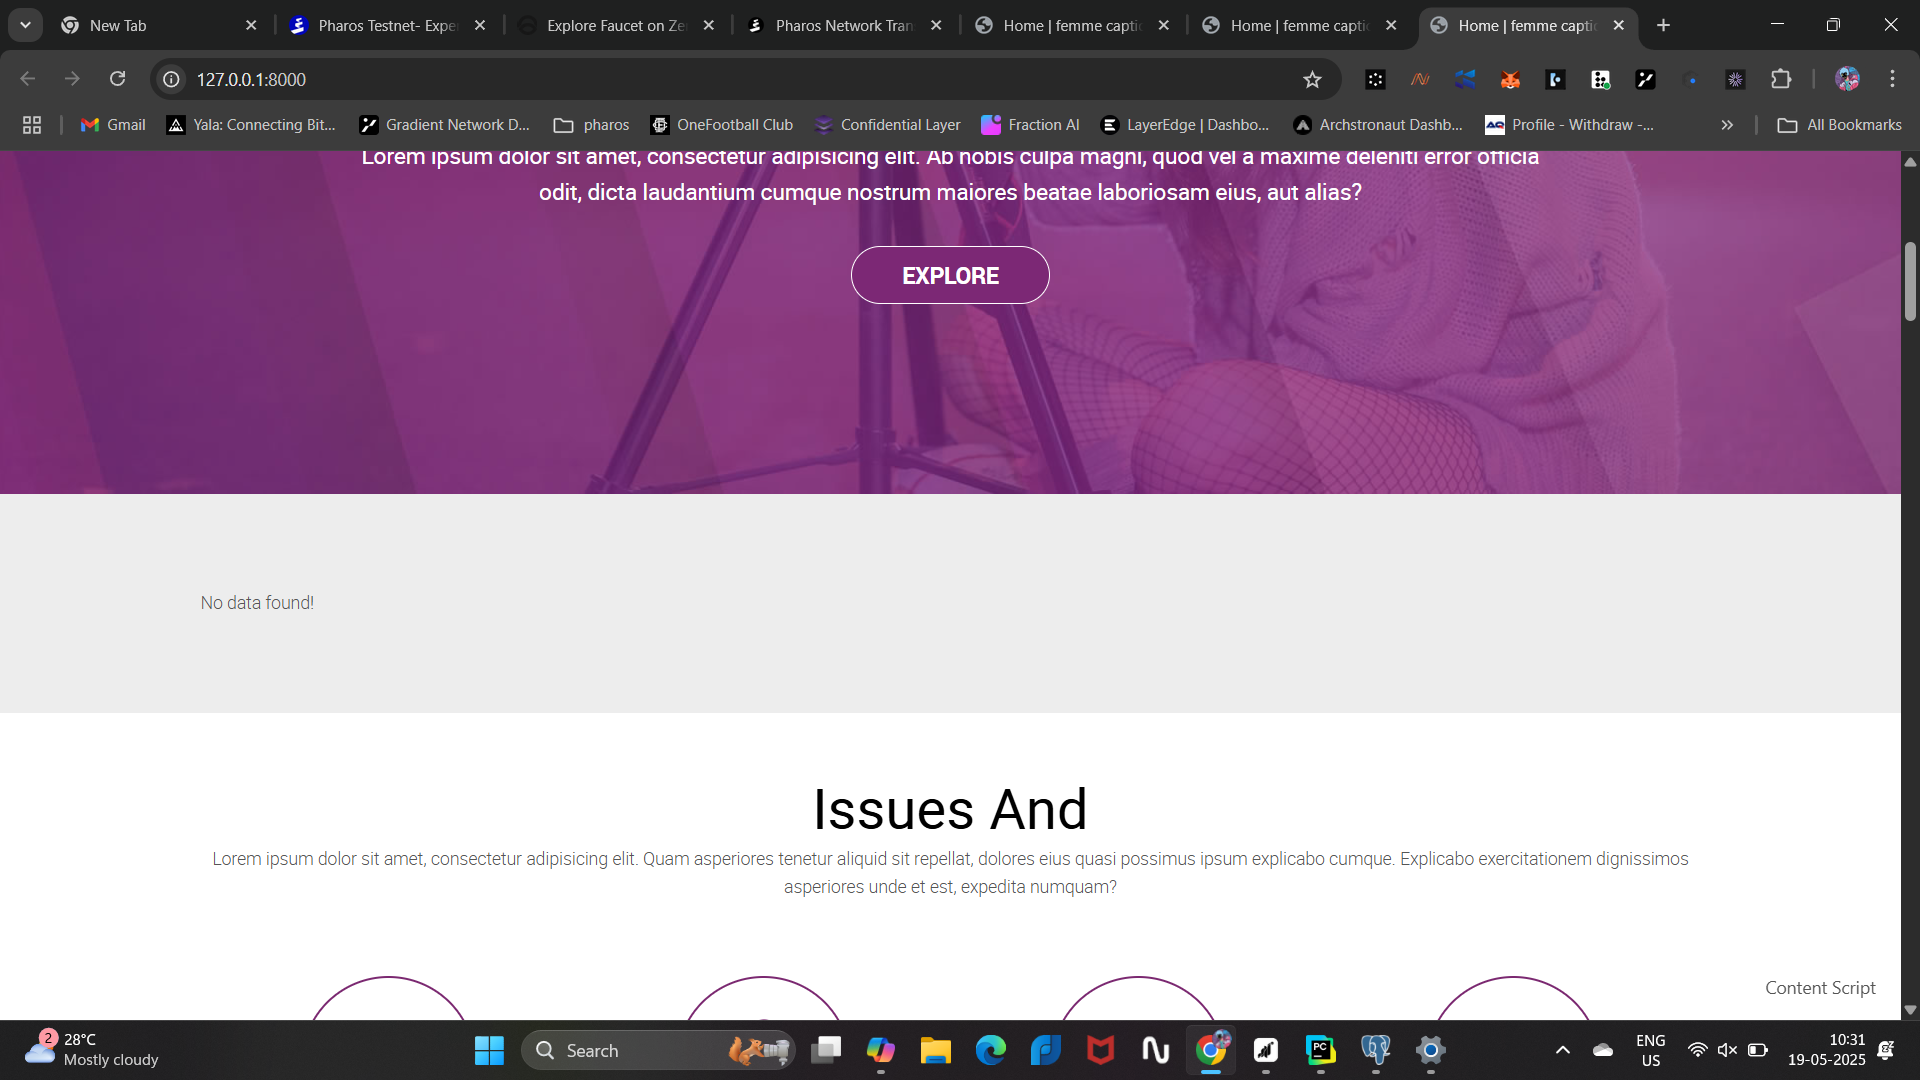 New Tab
Pharos Testnet- Expe
Explore Faucet on Ze
Pharos Network Tran
Home | femme captic
Home | femme captic
Home | femme captic
127.0.0.1:8000
Gmail
Yala: Connecting Bit...
Gradient Network D...
pharos
OneFootball Club
Confidential Layer
Fraction AI
LayerEdge | Dashbo...
Archstronaut Dashb...
Profile - Withdraw -...
All Bookmarks
Lorem ipsum dolor sit amet, consectetur adipisicing elit. Ab nobis culpa magni, quod vel a maxime deleniti error officia
odit, dicta laudantium cumque nostrum maiores beatae laboriosam eius, aut alias?
EXPLORE
No data found!
Issues And
Lorem ipsum dolor sit amet, consectetur adipisicing elit. Quam asperiores tenetur aliquid sit repellat, dolores eius quasi possimus ipsum explicabo cumque. Explicabo exercitationem dignissimos
asperiores unde et est, expedita numquam?
Content Script
2
28°C
Mostly cloudy
Search
PC
ENG
US
10:31
19-05-2025